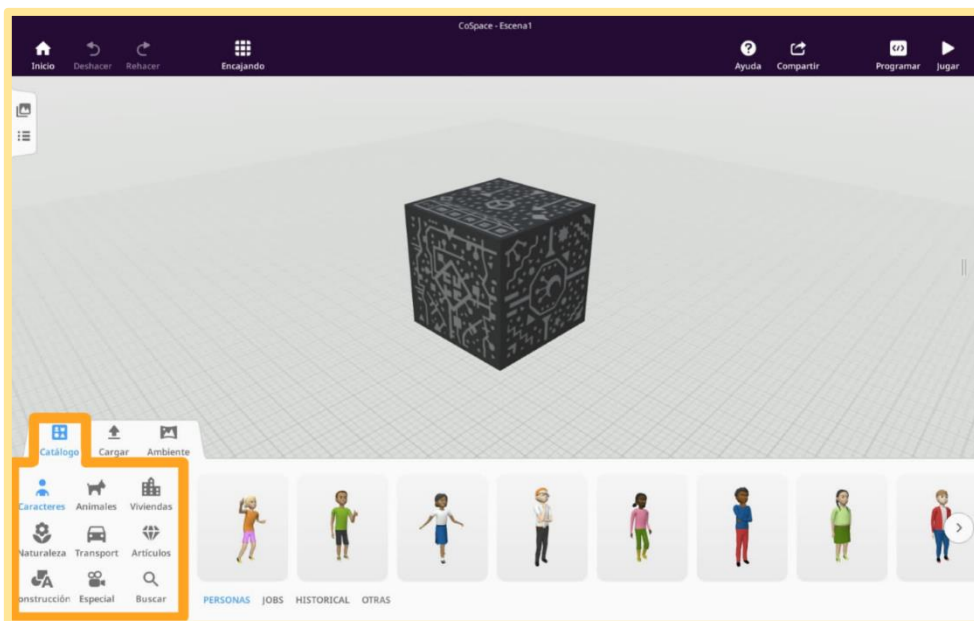 CoSpace - Escena1
Inicio Deshacer Rehacer Encajando Ayuda Compartir Programar Jugar
Catálogo Cargar Ambiente
Caracteres Animales Viviendas
Naturaleza Transport Artículos
onstrucción Especial Buscar
PERSONAS JOBS HISTORICAL OTRAS